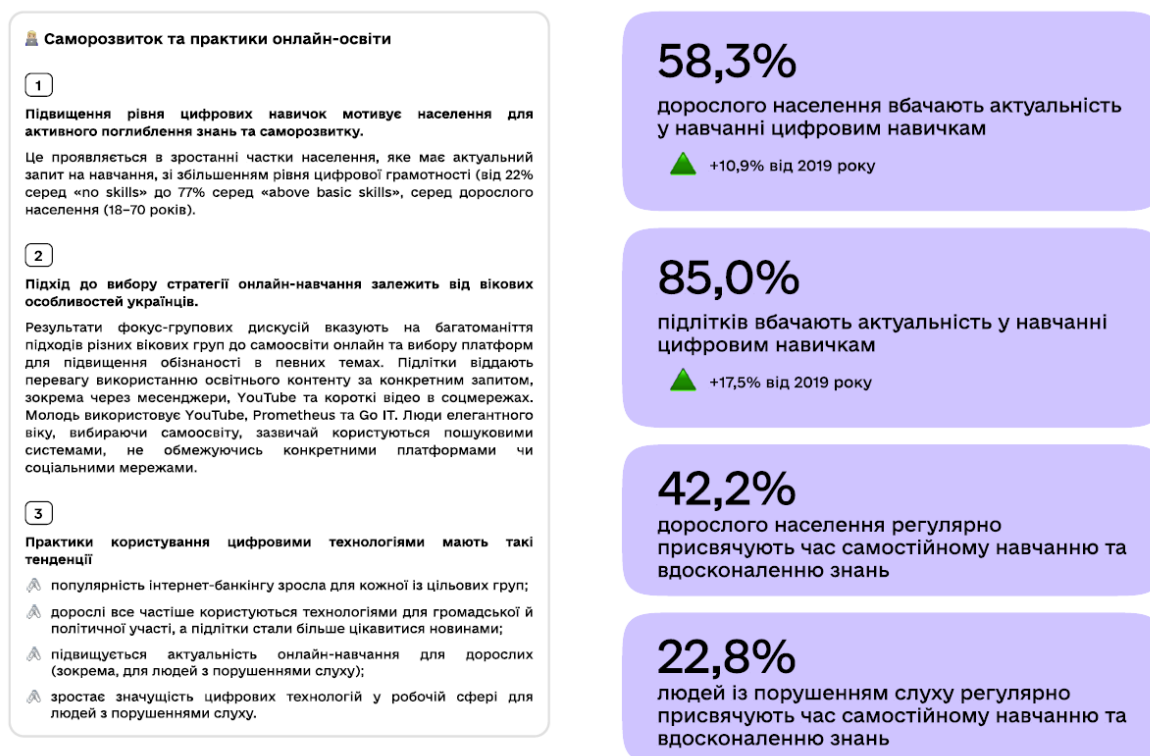 Саморозвиток та практики онлайн-освіти
1
Підвищення рівня цифрових навичок мотивує населення для
активного поглиблення знань та саморозвитку.
Це проявляється в зростанні частки населення, яке має актуальний
запит на навчання, зі збільшенням рівня цифрової грамотності (від 22%
серед «no skills» до 77% серед «above basic skills», серед дорослого
населення (18–70 років).
2
Підхід до вибору стратегії онлайн-навчання залежить від вікових
особливостей українців.
Результати фокус-групових дискусій вказують на багатоманіття
підходів різних вікових груп до самоосвіти онлайн та вибору платформ
для підвищення обізнаності в певних темах. Підлітки віддають
перевагу використанню освітнього контенту за конкретним запитом,
зокрема через месенджери, YouTube та короткі відео в соцмережах.
Молодь використовує YouTube, Prometheus та Go IT. Люди елегантного
віку, вибираючи самоосвіту, зазвичай користуються пошуковими
системами, не обмежуючись конкретними платформами чи
соціальними мережами.
3
Практики користування цифровими технологіями мають такі
тенденції
популярність інтернет-банкінгу зросла для кожної із цільових груп;
дорослі все частіше користуються технологіями для громадської й
політичної участі, а підлітки стали більше цікавитися новинами;
підвищується актуальність онлайн-навчання для дорослих
(зокрема, для людей з порушеннями слуху);
зростає значущість цифрових технологій у робочій сфері для
людей з порушеннями слуху.
58,3%
дорослого населення вбачають актуальність
у навчанні цифровим навичкам
+10,9% від 2019 року
85,0%
підлітків вбачають актуальність у навчанні
цифровим навичкам
+17,5% від 2019 року
42,2%
дорослого населення регулярно
присвячують час самостійному навчанню та
вдосконаленню знань
22,8%
людей із порушенням слуху регулярно
присвячують час самостійному навчанню та
вдосконаленню знань